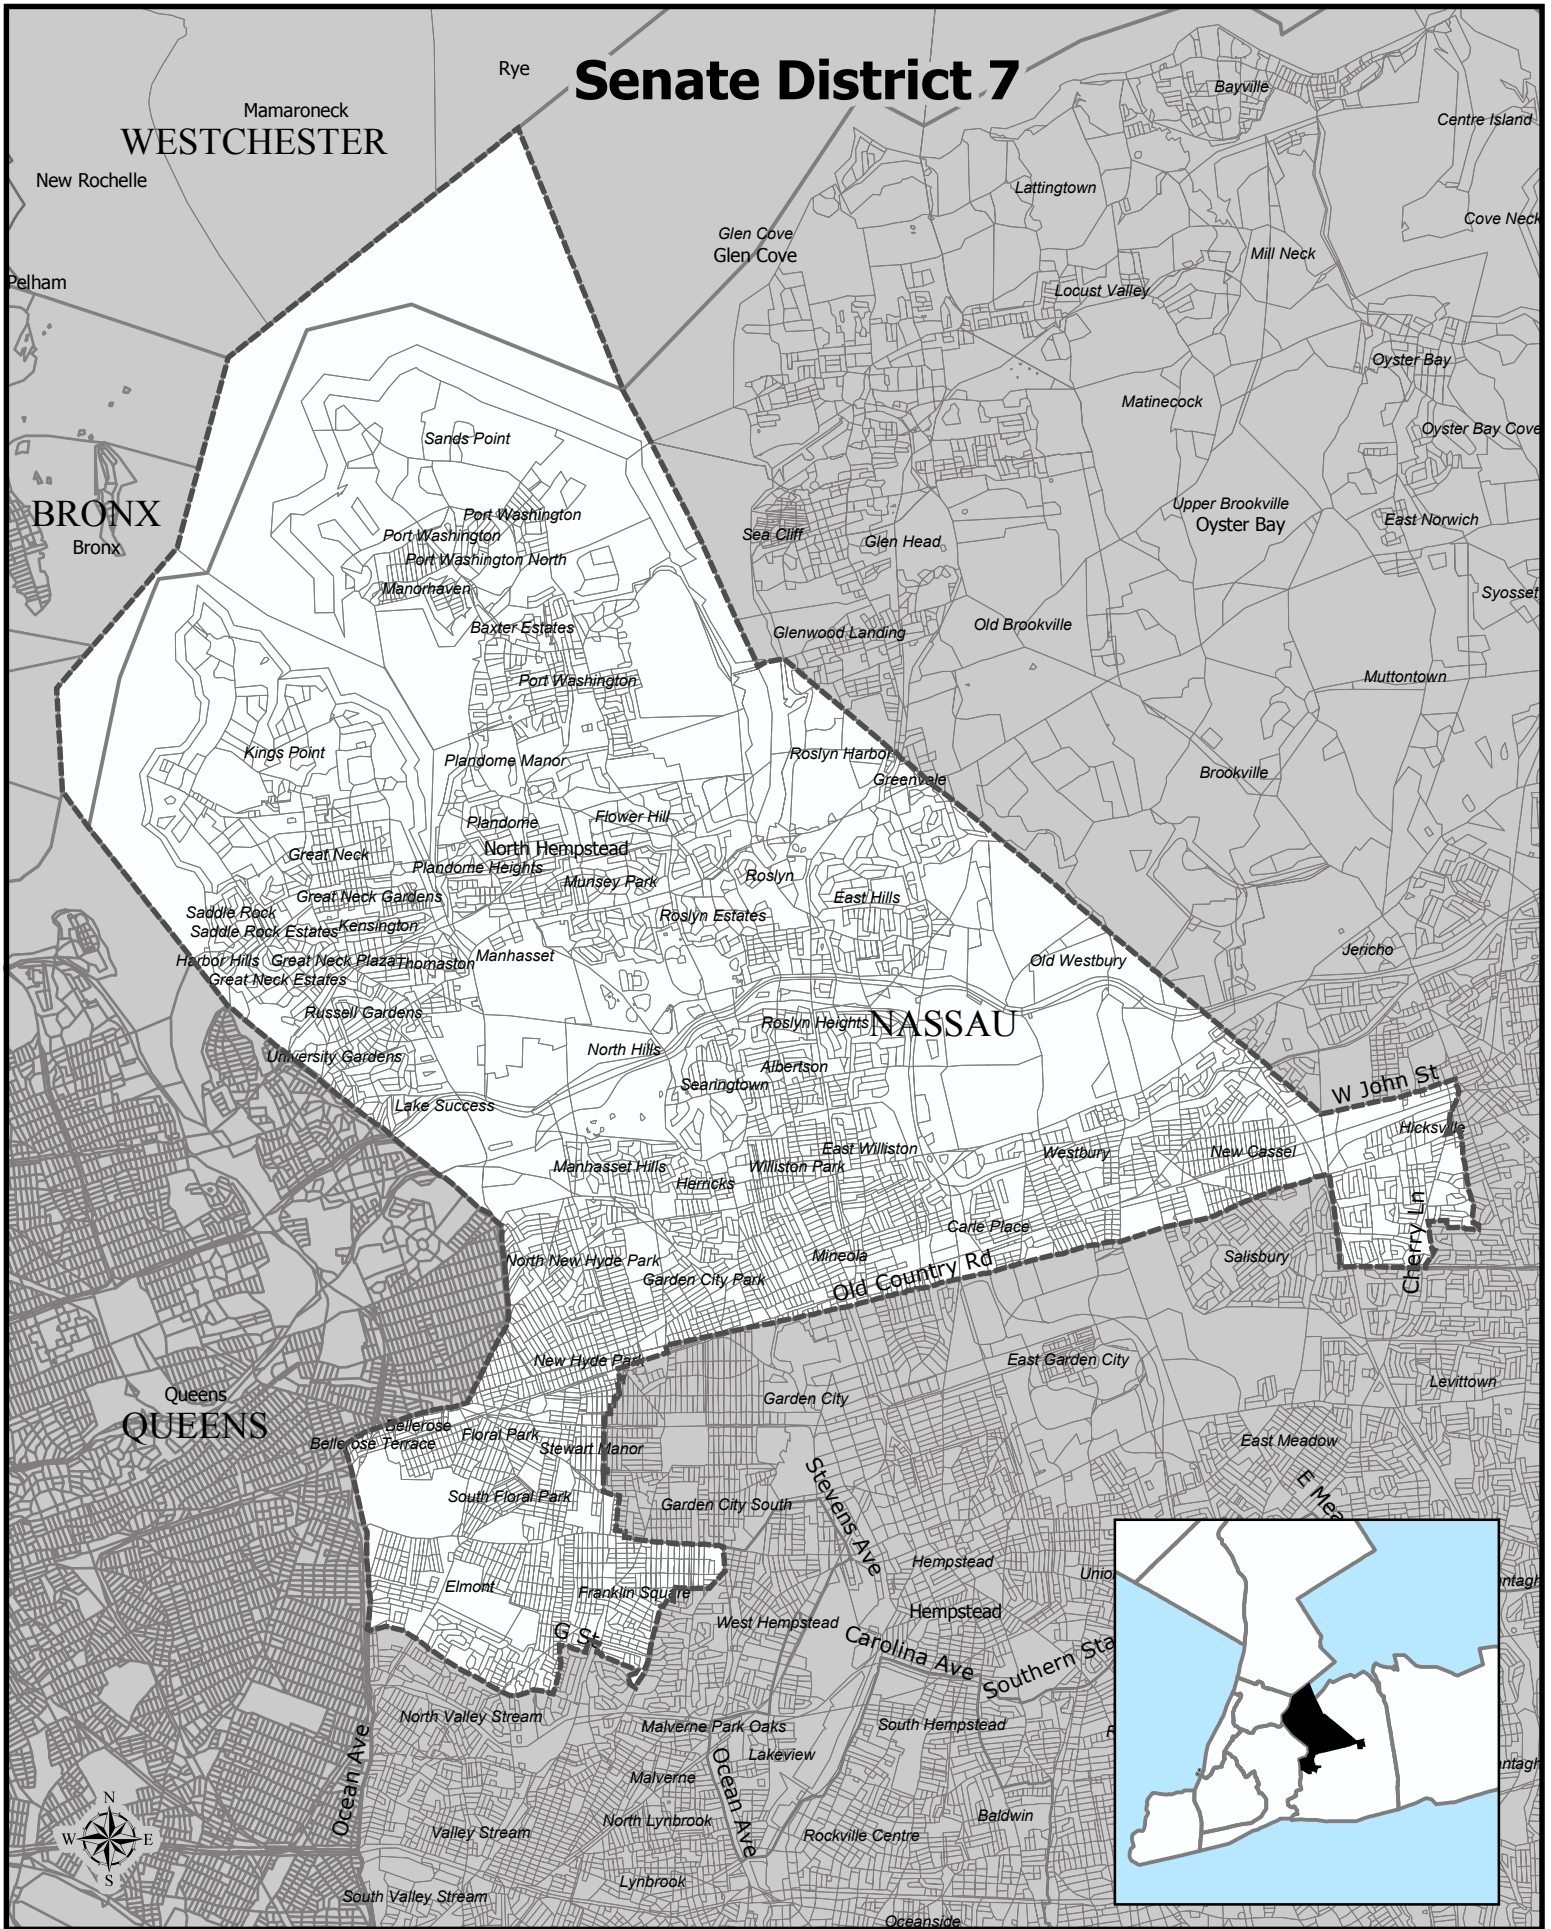 Senate District 7
Rye
Bayville
Mamaroneck
WESTCHESTER
Centre Island
New Rochelle
Lattingtown
Cove Neck
Glen Cove
Glen Cove
Mill Neck
Pelham
Locust Valley
Oyster Bay
Matinecock
Sands Point
Oyster Bay Cove
BRONX
Bronx
Port Washington
Port Washington
Port Washington North
Manorhaven
Upper Brookville
Oyster Bay
East Norwich
Sea Cliff
Glen Head
Syosset
Baxter Estates
Glenwood Landing
Old Brookville
Port Washington
Muttontown
Kings Point
Plandome Manor
Roslyn Harbor
Greenvale
Brookville
Plandome
Flower Hill
North Hempstead
Great Neck
Plandome Heights
Munsey Park
Roslyn
Great Neck Gardens
East Hills
Saddle Rock
Saddle Rock Estates
Kensington
Roslyn Estates
Harbor Hills
Great Neck Plaza
Thomaston
Manhasset
Great Neck Estates
Old Westbury
Jericho
Russell Gardens
Roslyn Heights
NASSAU
University Gardens
North Hills
Albertson
Searingtown
Lake Success
W John St
Hicksville
Manhasset Hills
Herricks
Williston Park
East Williston
Westbury
New Cassel
Cherry Ln
Carle Place
North New Hyde Park
Garden City Park
Mineola
Old Country Rd
Salisbury
New Hyde Park
East Garden City
Queens
QUEENS
Garden City
Levittown
Bellerose
Bellerose Terrace
Floral Park
Stewart Manor
East Meadow
South Floral Park
Garden City South
Stevens Ave
E Mea
Elmont
Franklin Square
Hempstead
Unio
ntagh
G St
West Hempstead
Hempstead
Carolina Ave
Southern Sta
North Valley Stream
Malverne Park Oaks
South Hempstead
R
Lakeview
Ocean Ave
Ocean Ave
Malverne
antagh
North Lynbrook
Baldwin
Valley Stream
Rockville Centre
N
W
E
S
Lynbrook
South Valley Stream
Oceanside